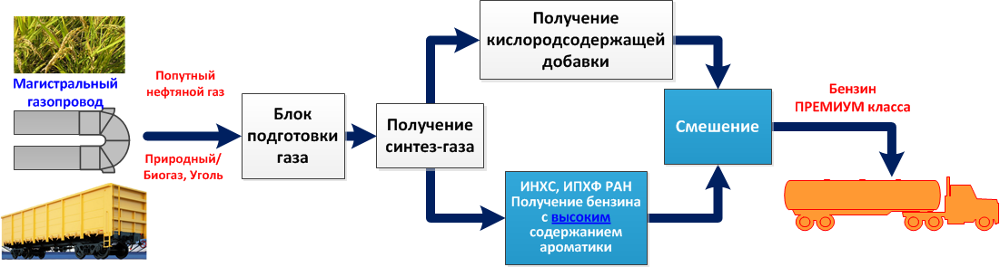 Магистральный
газопровод
Попутный
нефтяной газ
Природный/
Биогаз, Уголь
Блок
подготовки
газа
Получение
синтез-газа
Получение
кислородсодержащей
добавки
ИНХС, ИПХФ РАН
Получение бензина
с высоким
содержанием
ароматики
Смешение
Бензин
ПРЕМИУМ класса